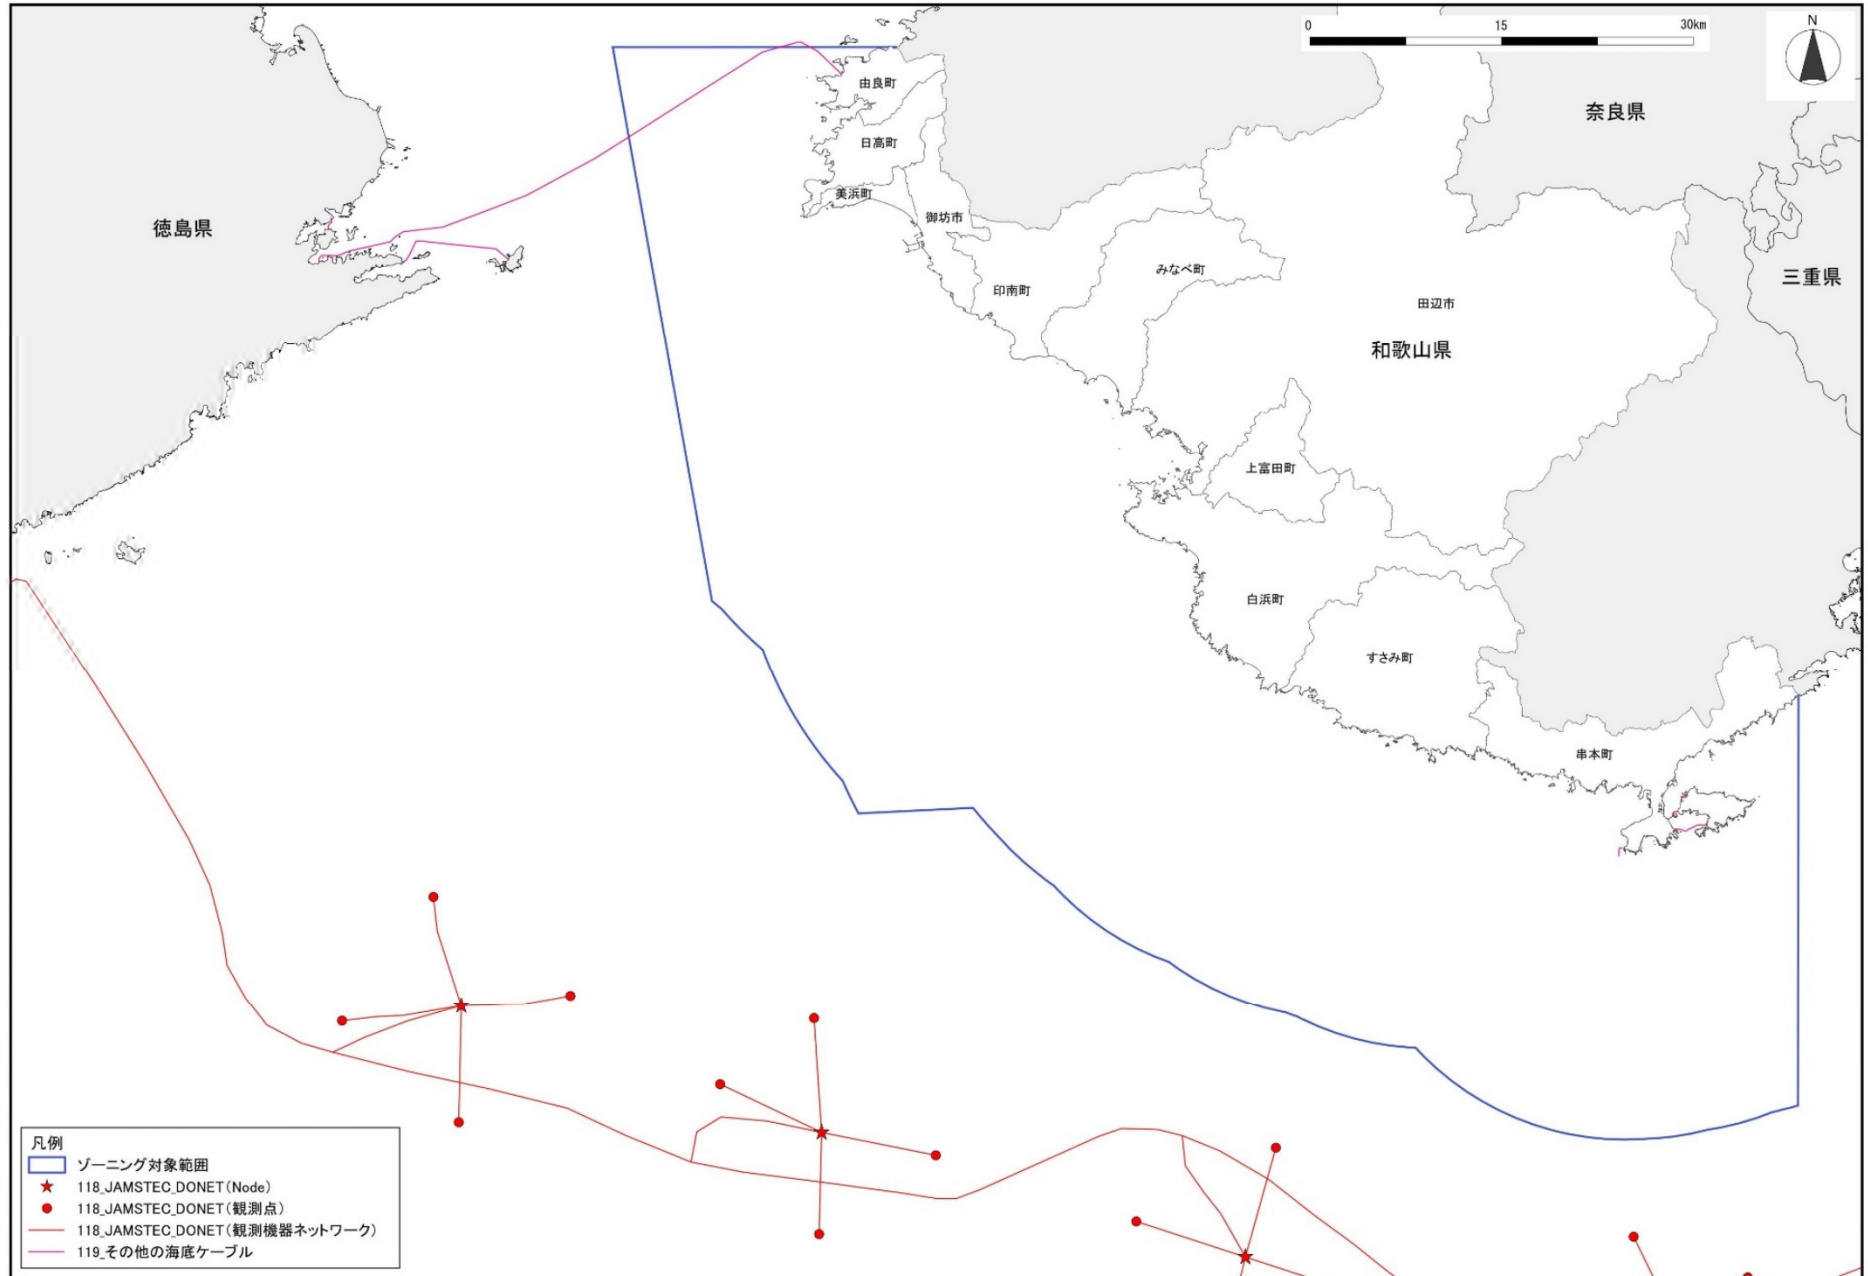 0 15 30km
N
奈良県
由良町
日高町
美浜町
御坊市
徳島県
みなべ町
三重県
印南町
田辺市
和歌山県
上富田町
白浜町
すさみ町
串本町
凡例
ゾーニング対象範囲
118_JAMSTEC_DONET(Node)
118_JAMSTEC_DONET(観測点)
118_JAMSTEC_DONET(観測機器ネットワーク)
119_その他の海底ケーブル